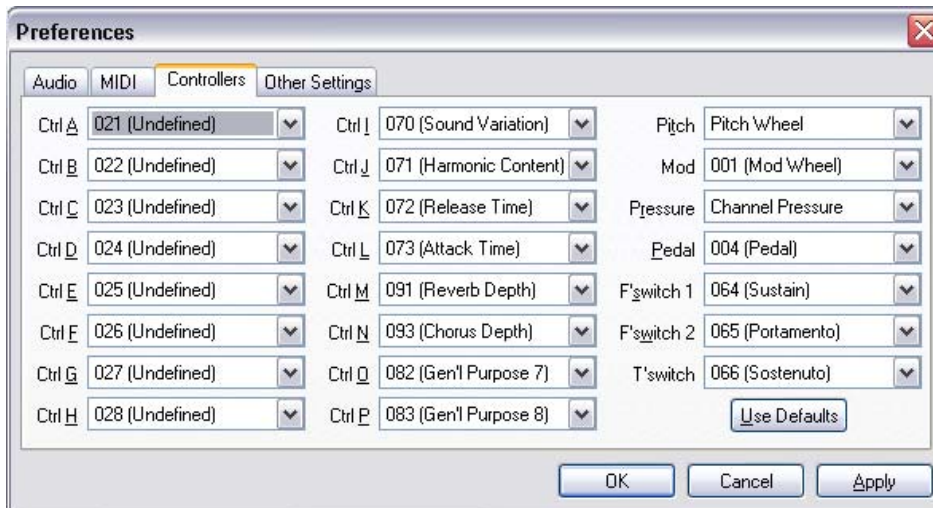 Preferences
Audio MIDI Controllers Other Settings
Ctrl A 021 (Undefined) Ctrl I 070 (Sound Variation) Pitch Pitch Wheel
Ctrl B 022 (Undefined) Ctrl J 071 (Harmonic Content) Mod 001 (Mod Wheel)
Ctrl C 023 (Undefined) Ctrl K 072 (Release Time) Pressure Channel Pressure
Ctrl D 024 (Undefined) Ctrl L 073 (Attack Time) Pedal 004 (Pedal)
Ctrl E 025 (Undefined) Ctrl M 091 (Reverb Depth) F'switch 1 064 (Sustain)
Ctrl F 026 (Undefined) Ctrl N 093 (Chorus Depth) F'switch 2 065 (Portamento)
Ctrl G 027 (Undefined) Ctrl O 082 (Gen'l Purpose 7) T'switch 066 (Sostenuto)
Ctrl H 028 (Undefined) Ctrl P 083 (Gen'l Purpose 8) Use Defaults
OK Cancel Apply